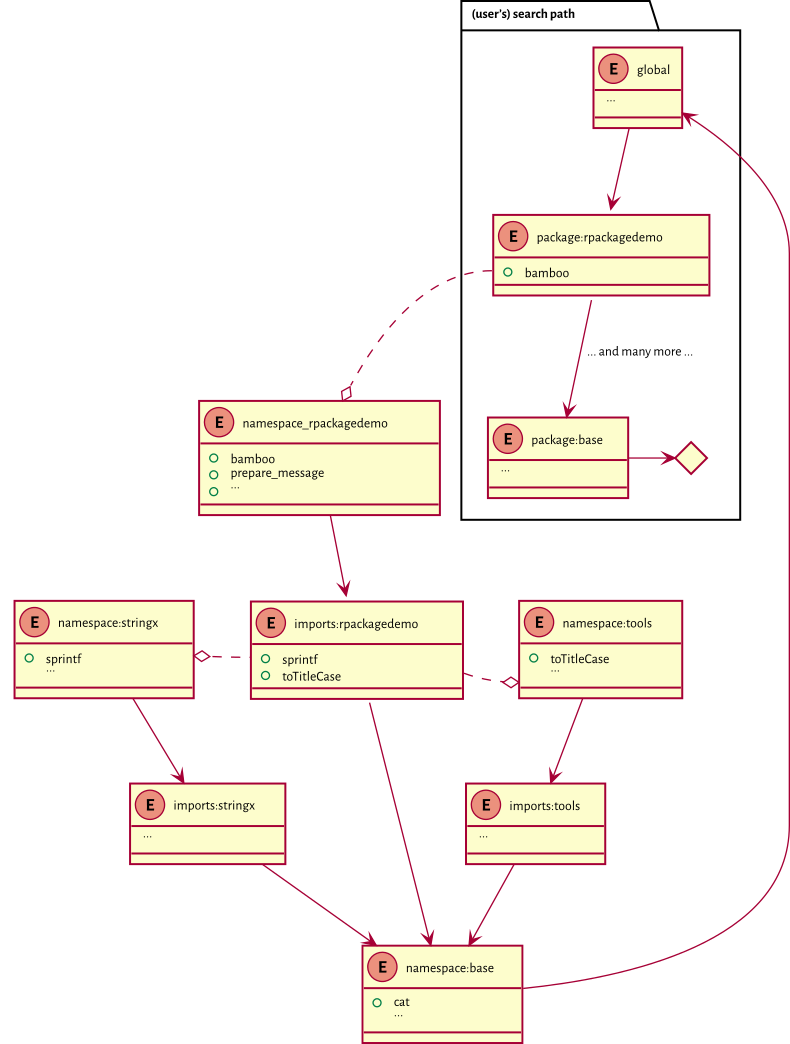 (user's) search path
E global
...
E package:rpackagedemo
bamboo
... and many more ...
E namespace_rpackagedemo
bamboo
prepare_message
...
E package:base
...
E namespace:stringx
sprintf
...
E imports:rpackagedemo
sprintf
toTitleCase
E namespace:tools
toTitleCase
...
E imports:stringx
...
E imports:tools
...
E namespace:base
cat
...